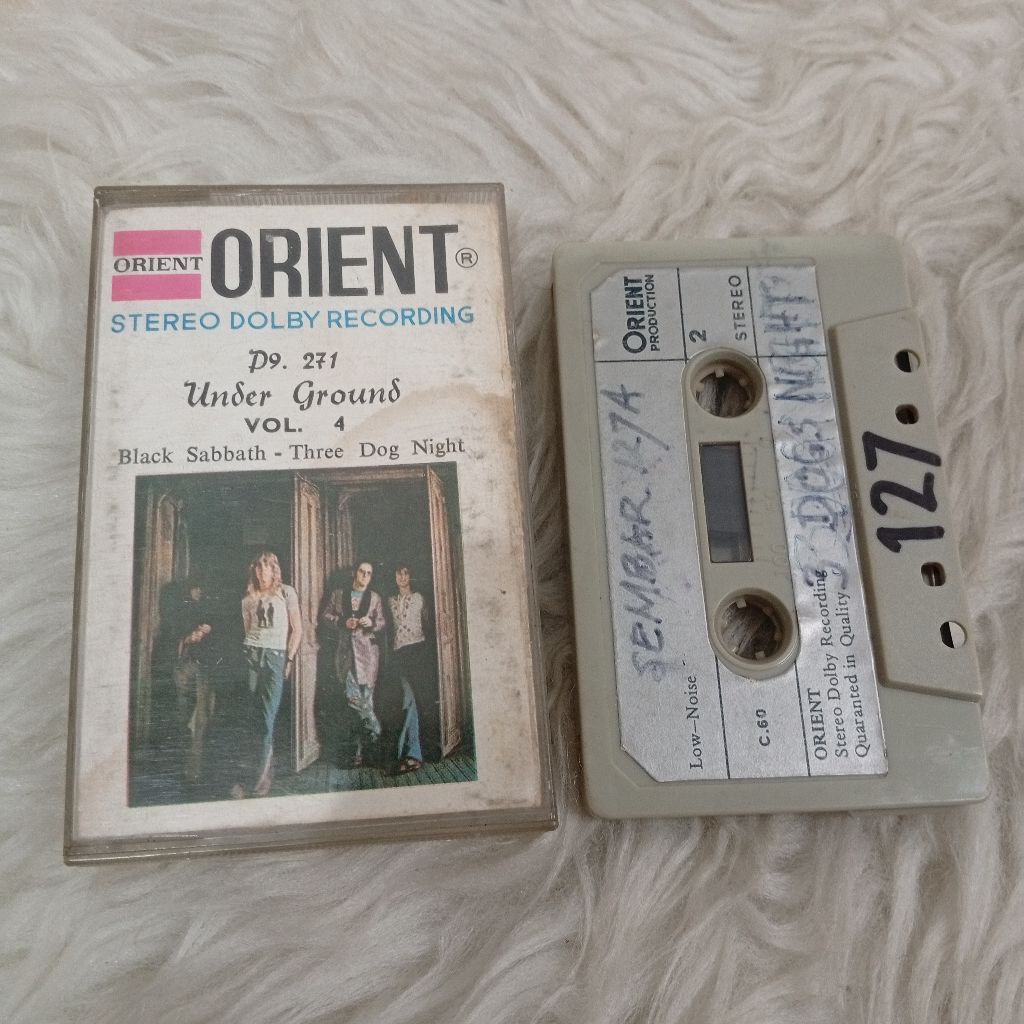 ORIENT
ORIENT®
STEREO DOLBY RECORDING
P9. 271
Under Ground
VOL. 4
Black Sabbath - Three Dog Night
ORIENT
PRODUCTION
2
STEREO
3 DOGS NIGHT
127
Low-Noise
C.60
ORIENT
Stereo Dolby Recording
Quaranted in Quality